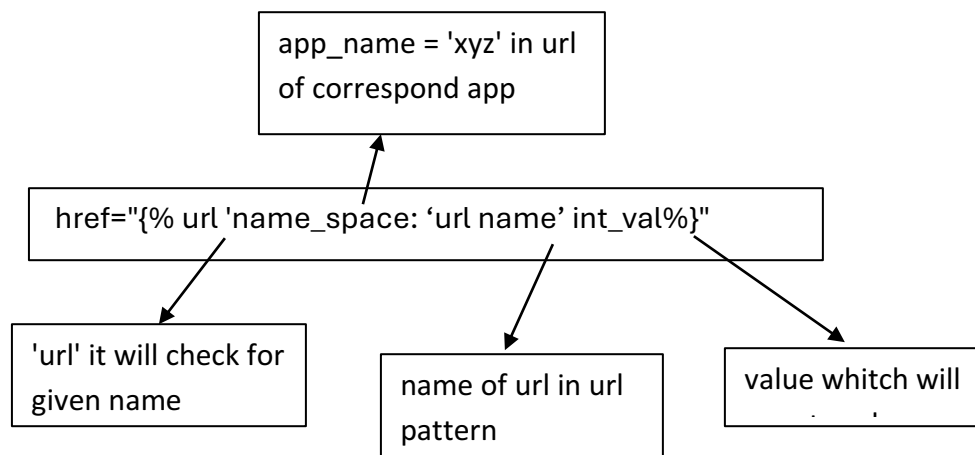 app_name = 'xyz' in url
of correspond app
href="{% url 'name_space: ‘url name’ int_val%}"
'url' it will check for
given name
name of url in url
pattern
value whitch will